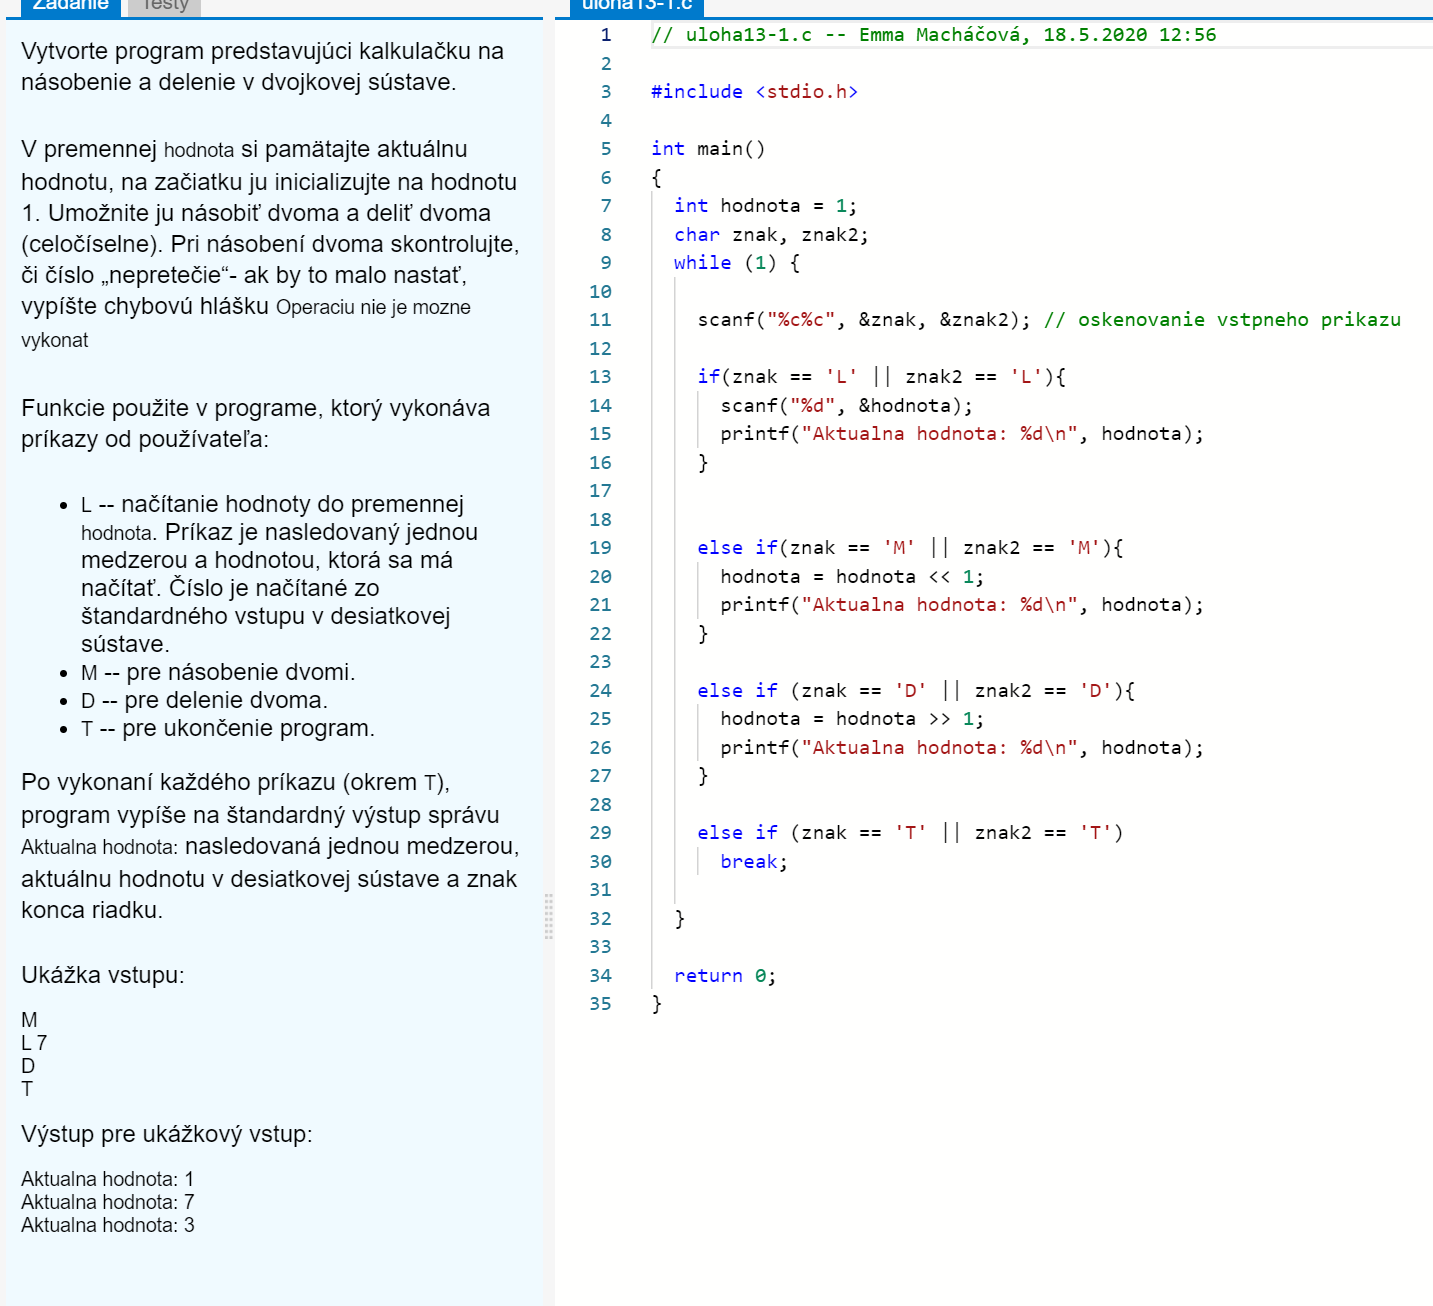 Zadanie
Testy
Vytvorte program predstavujúci kalkulačku na
násobenie a delenie v dvojkovej sústave.
V premennej hodnota si pamätajte aktuálnu
hodnotu, na začiatku ju inicializujte na hodnotu
1. Umožnite ju násobiť dvoma a deliť dvoma
(celočíselne). Pri násobení dvoma skontrolujte,
či číslo „nepretečie“- ak by to malo nastať,
vypíšte chybovú hlášku Operaciu nie je mozne
vykonat
Funkcie použite v programe, ktorý vykonáva
príkazy od používateľa:
• L -- načítanie hodnoty do premennej
hodnota. Príkaz je nasledovaný jednou
medzerou a hodnotou, ktorá sa má
načítať. Číslo je načítané zo
štandardného vstupu v desiatkovej
sústave.
• M -- pre násobenie dvomi.
• D -- pre delenie dvoma.
• T -- pre ukončenie program.
Po vykonaní každého príkazu (okrem T),
program vypíše na štandardný výstup správu
Aktualna hodnota: nasledovaná jednou medzerou,
aktuálnu hodnotu v desiatkovej sústave a znak
konca riadku.
Ukážka vstupu:
M
L 7
D
T
Výstup pre ukážkový vstup:
Aktualna hodnota: 1
Aktualna hodnota: 7
Aktualna hodnota: 3
uloha13-1.c
1 // uloha13-1.c -- Emma Macháčová, 18.5.2020 12:56
2
3 #include <stdio.h>
4
5 int main()
6 {
7 int hodnota = 1;
8 char znak, znak2;
9 while (1) {
10
11 scanf("%c%c", &znak, &znak2); // oskenovanie vstpneho prikazu
12
13 if(znak == 'L' || znak2 == 'L'){
14 scanf("%d", &hodnota);
15 printf("Aktualna hodnota: %d\n", hodnota);
16 }
17
18
19 else if(znak == 'M' || znak2 == 'M'){
20 hodnota = hodnota << 1;
21 printf("Aktualna hodnota: %d\n", hodnota);
22 }
23
24 else if (znak == 'D' || znak2 == 'D'){
25 hodnota = hodnota >> 1;
26 printf("Aktualna hodnota: %d\n", hodnota);
27 }
28
29 else if (znak == 'T' || znak2 == 'T')
30 break;
31
32 }
33
34 return 0;
35 }